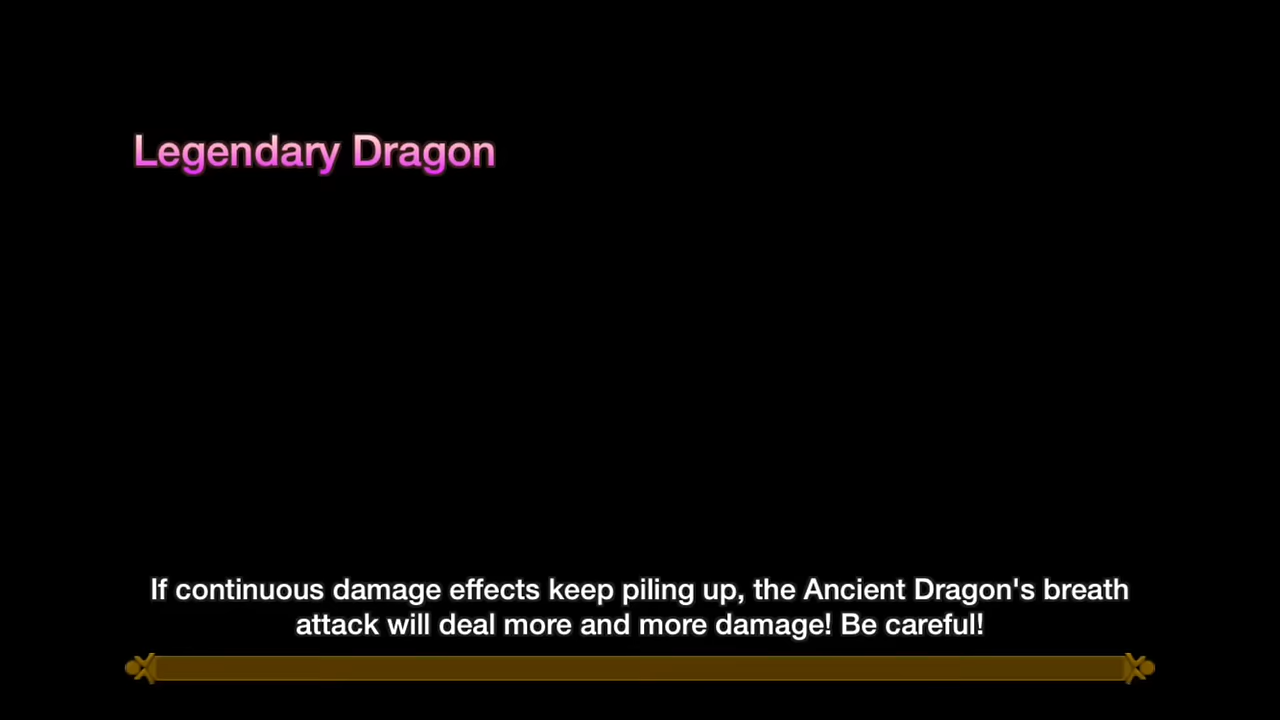 Legendary Dragon
If continuous damage effects keep piling up, the Ancient Dragon's breath
attack will deal more and more damage! Be careful!